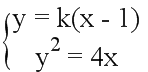 y = k(x - 1)
y² = 4x